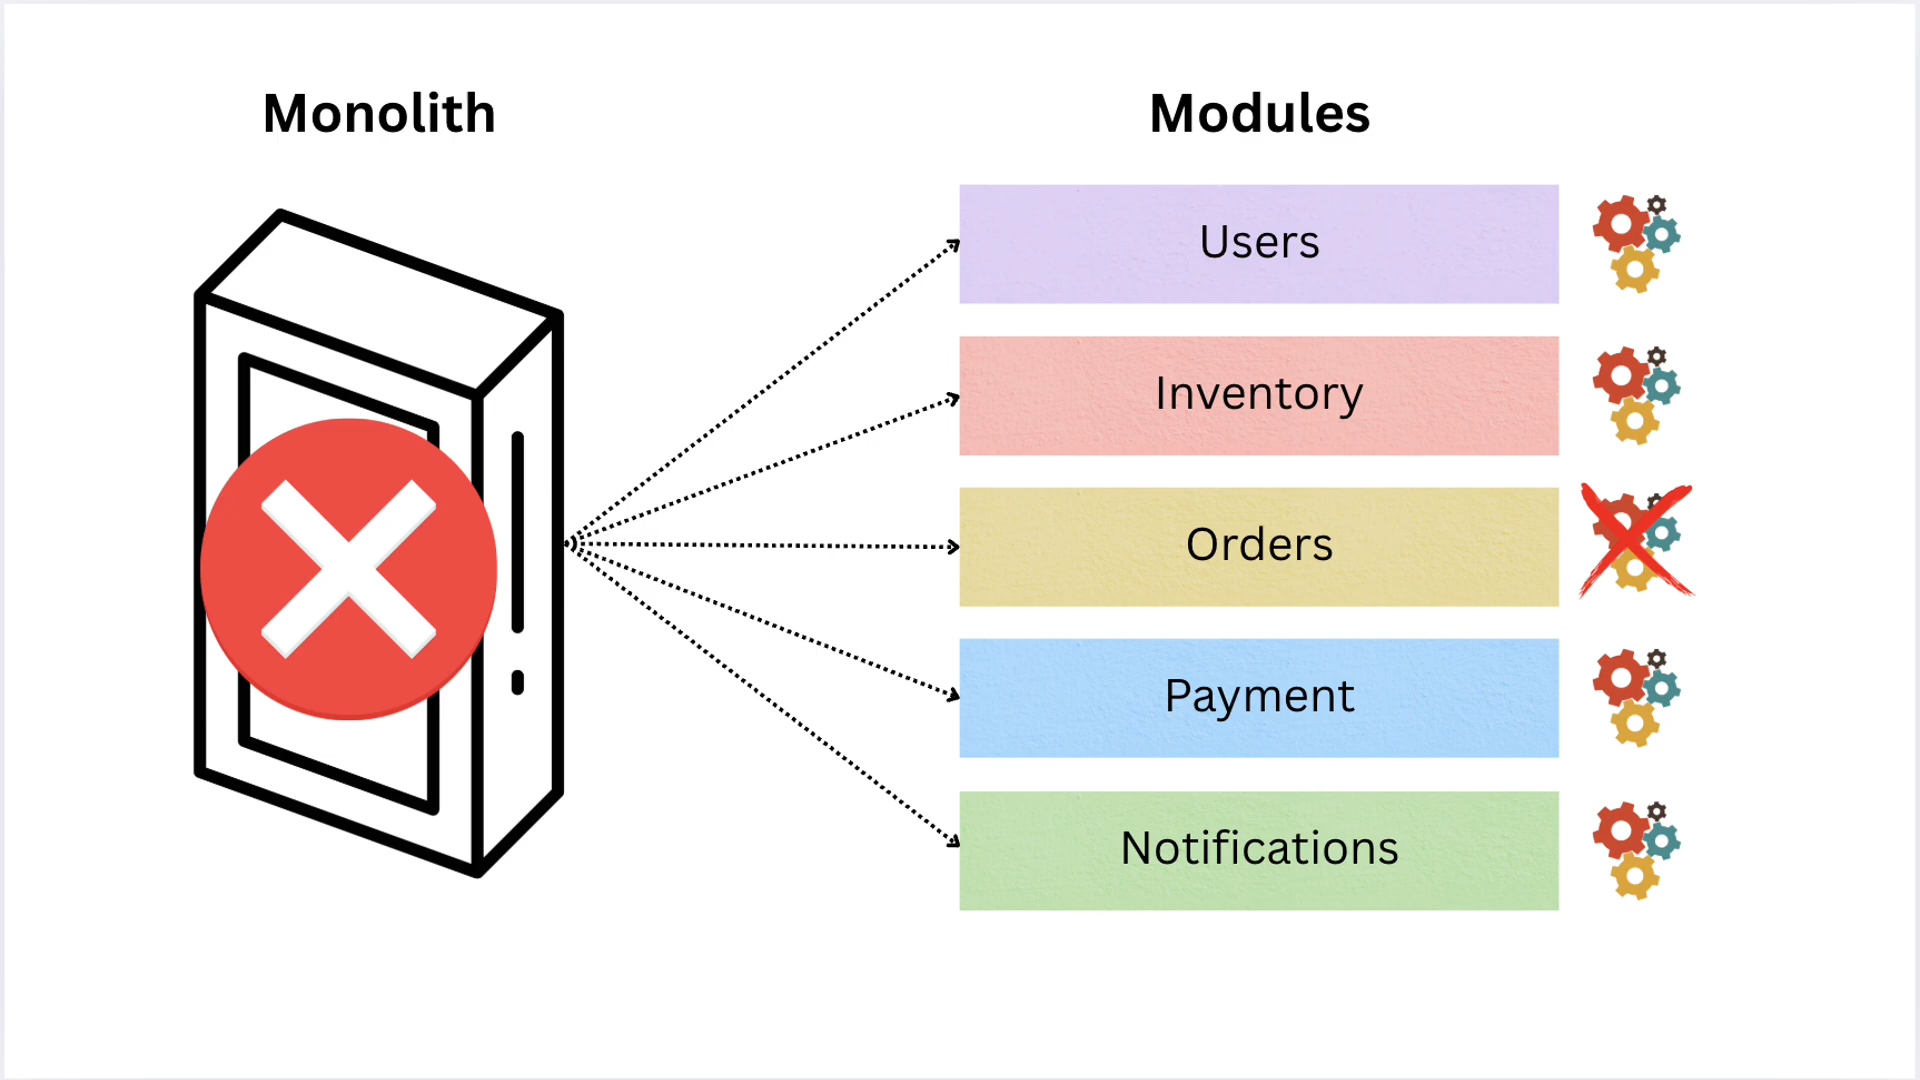 Monolith
Modules
Users
Inventory
Orders
Payment
Notifications